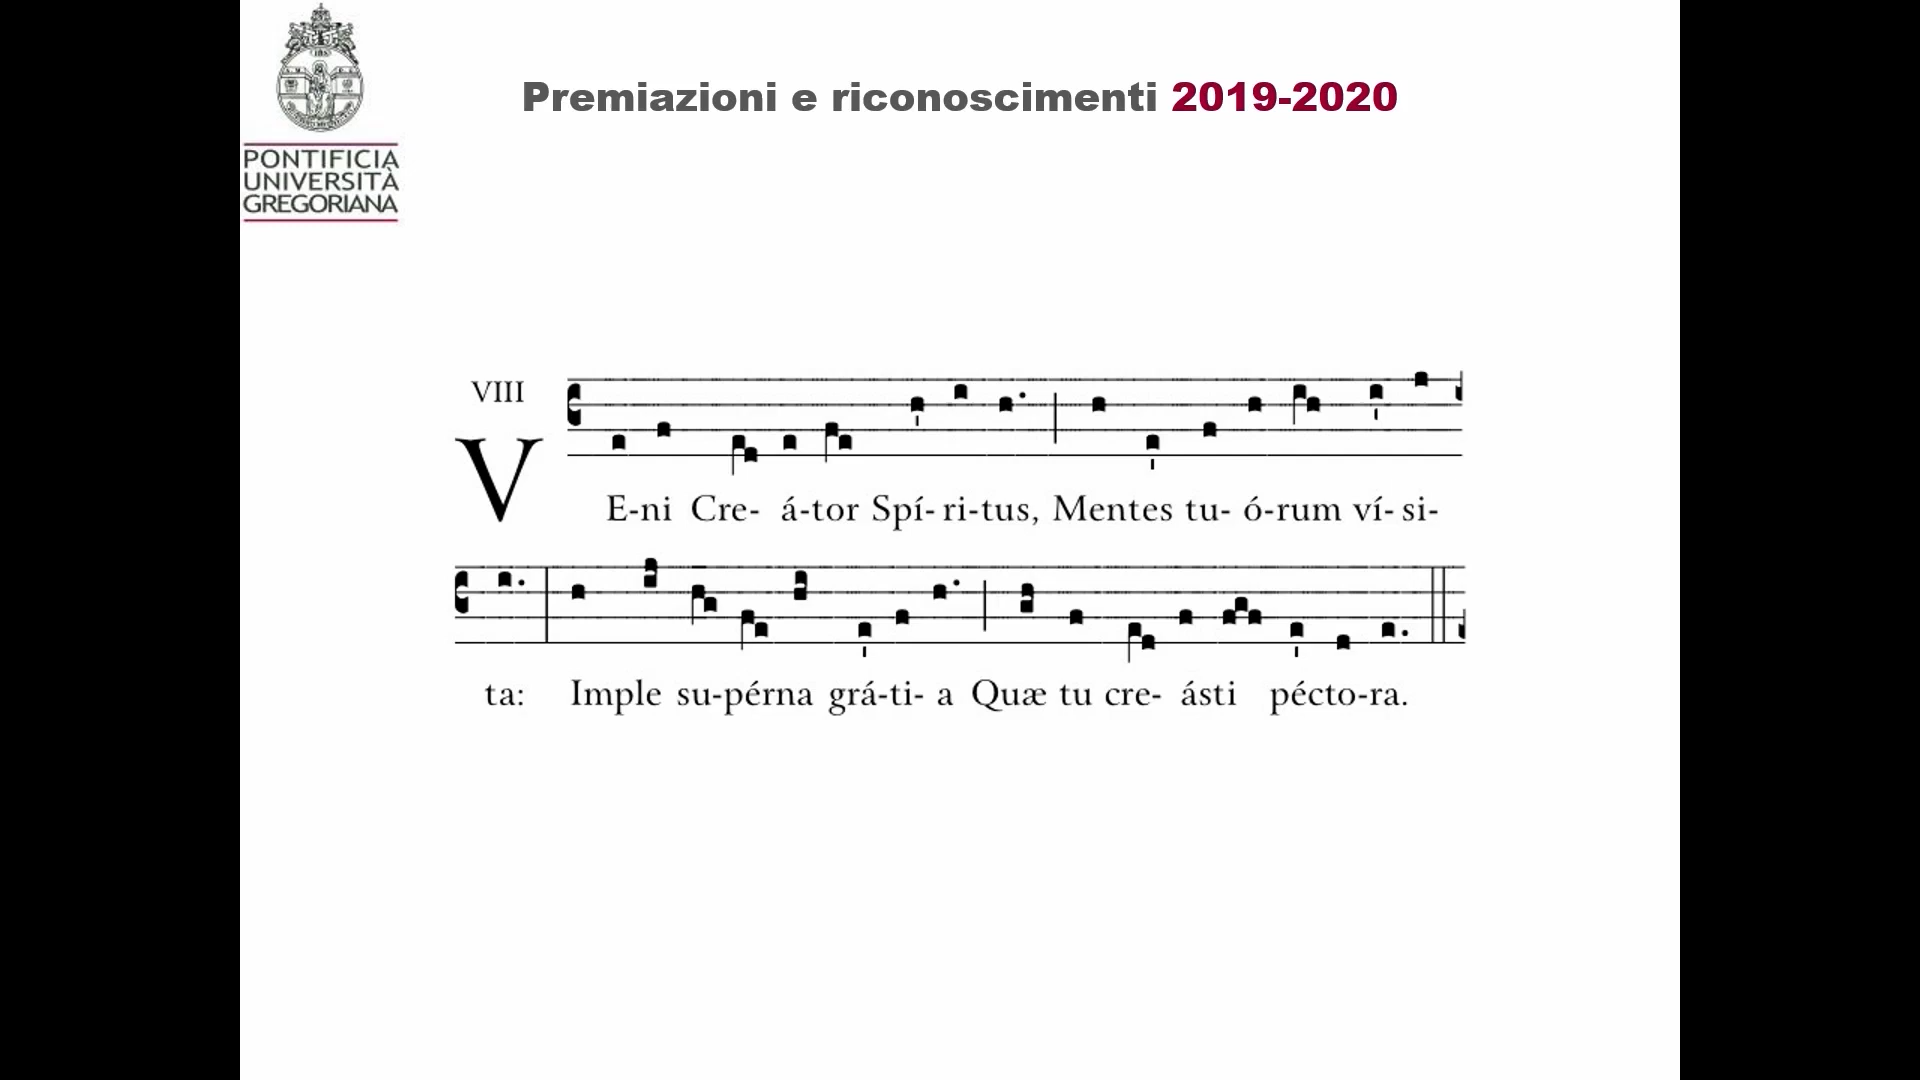 PONTIFICIA
UNIVERSITÀ
GREGORIANA
Premiazioni e riconoscimenti 2019-2020
VIII
VE-ni Cre- á-tor Spí-ri-tus, Mentes tu- ó-rum ví-si-
ta: Imple su-pérna grá-ti- a Quæ tu cre- ásti pécto-ra.